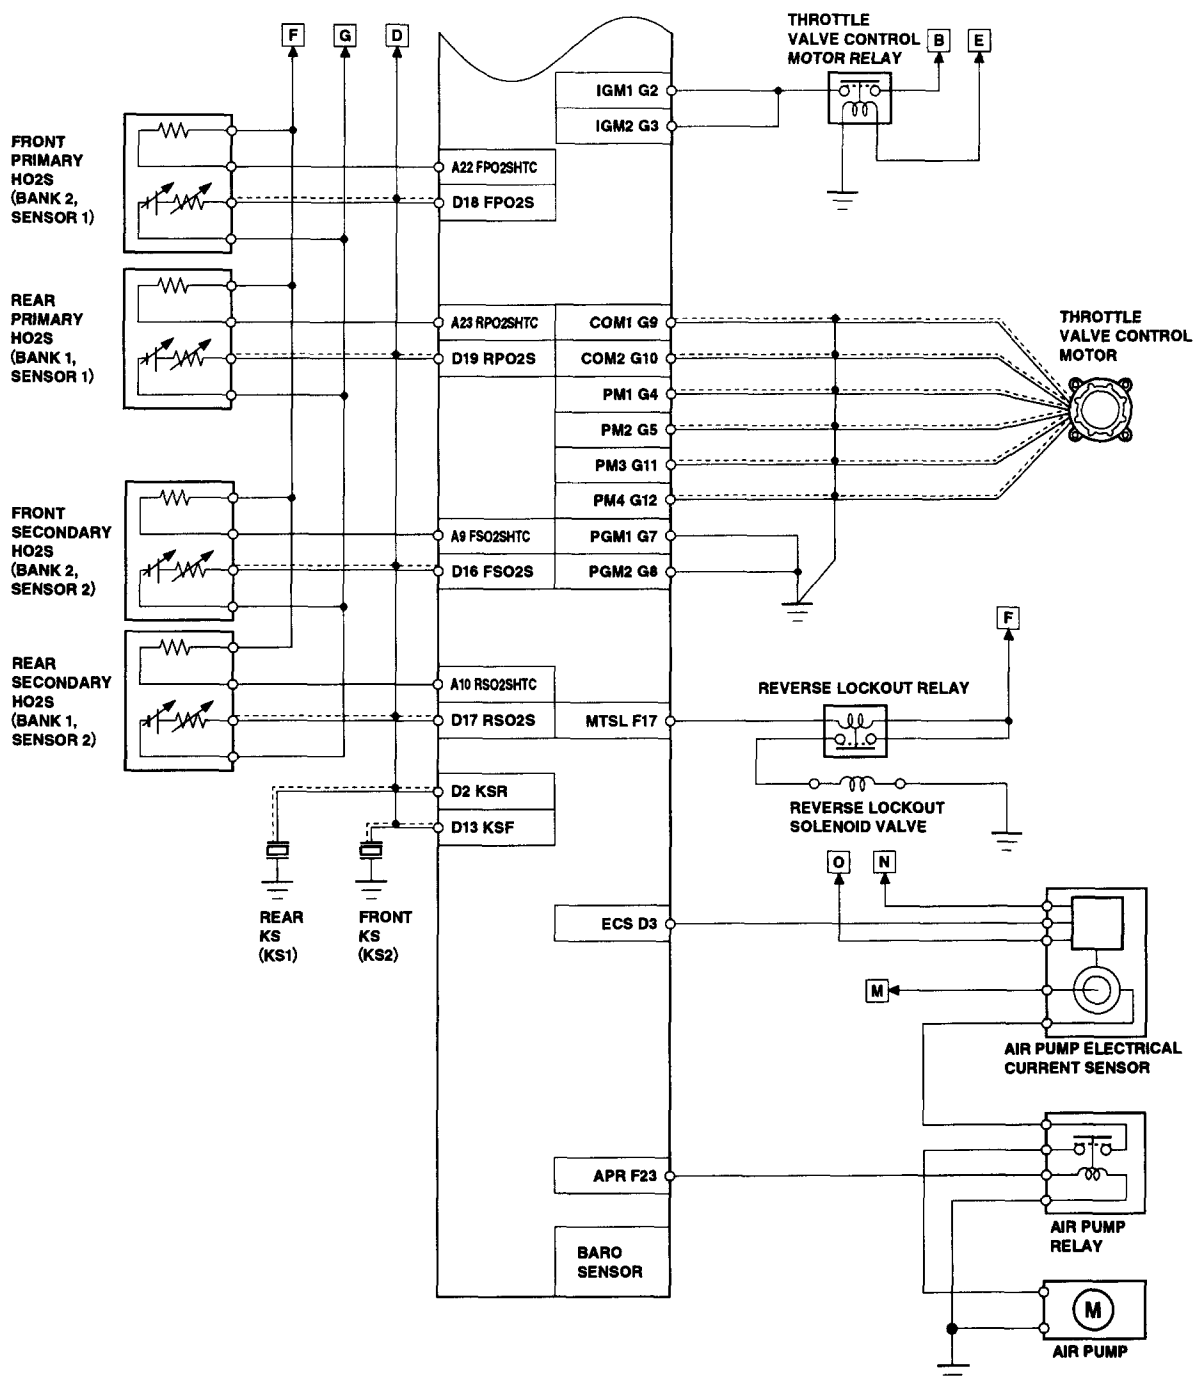 F
G
D
THROTTLE
VALVE CONTROL
MOTOR RELAY
B
E
IGM1 G2
IGM2 G3
FRONT
PRIMARY
HO2S
(BANK 2,
SENSOR 1)
A22 FPO2SHTC
D18 FPO2S
REAR
PRIMARY
HO2S
(BANK 1,
SENSOR 1)
A23 RPO2SHTC
D19 RPO2S
COM1 G9
COM2 G10
PM1 G4
PM2 G5
PM3 G11
PM4 G12
PGM1 G7
PGM2 G8
THROTTLE
VALVE CONTROL
MOTOR
FRONT
SECONDARY
HO2S
(BANK 2,
SENSOR 2)
A9 FSO2SHTC
D16 FSO2S
REAR
SECONDARY
HO2S
(BANK 1,
SENSOR 2)
A10 RSO2SHTC
D17 RSO2S
MTSL F17
F
REVERSE LOCKOUT RELAY
REVERSE LOCKOUT
SOLENOID VALVE
D2 KSR
D13 KSF
REAR
KS
(KS1)
FRONT
KS
(KS2)
O
N
ECS D3
M
AIR PUMP ELECTRICAL
CURRENT SENSOR
APR F23
AIR PUMP
RELAY
BARO
SENSOR
M
AIR PUMP